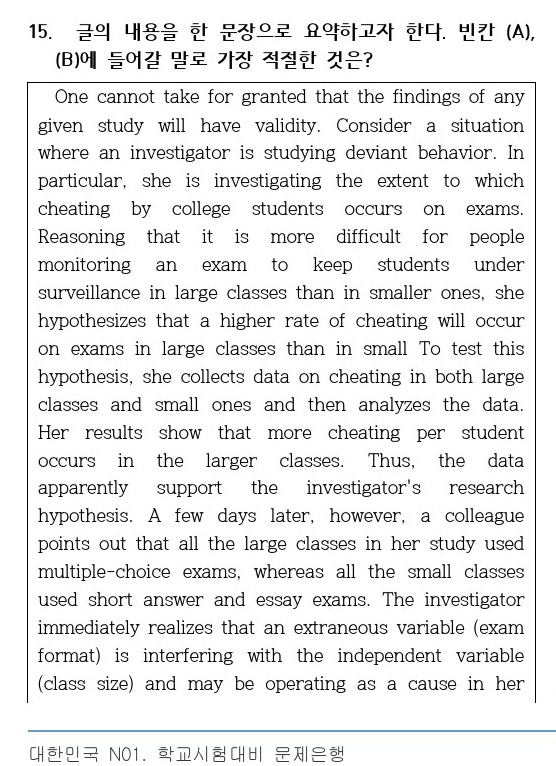 15. 글의 내용을 한 문장으로 요약하고자 한다. 빈칸 (A),
(B)에 들어갈 말로 가장 적절한 것은?
One cannot take for granted that the findings of any
given study will have validity. Consider a situation
where an investigator is studying deviant behavior. In
particular, she is investigating the extent to which
cheating by college students occurs on exams.
Reasoning that it is more difficult for people
monitoring an exam to keep students under
surveillance in large classes than in smaller ones, she
hypothesizes that a higher rate of cheating will occur
on exams in large classes than in small To test this
hypothesis, she collects data on cheating in both large
classes and small ones and then analyzes the data.
Her results show that more cheating per student
occurs in the larger classes. Thus, the data
apparently support the investigator's research
hypothesis. A few days later, however, a colleague
points out that all the large classes in her study used
multiple-choice exams, whereas all the small classes
used short answer and essay exams. The investigator
immediately realizes that an extraneous variable (exam
format) is interfering with the independent variable
(class size) and may be operating as a cause in her
대한민국 NO1. 학교시험대비 문제은행